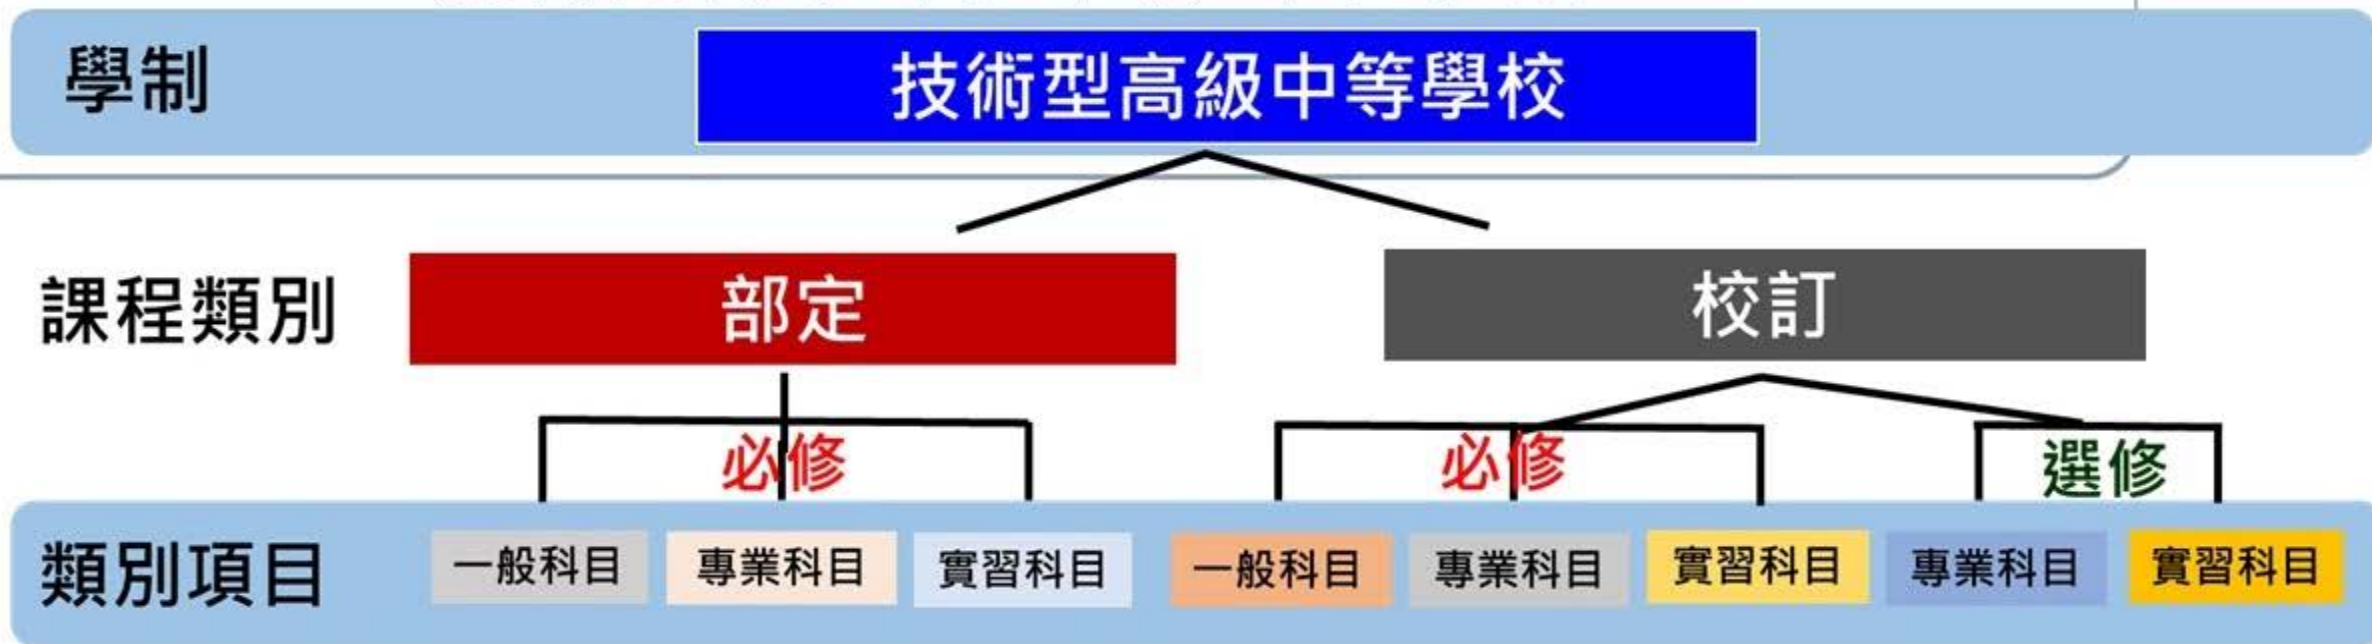 學制
技術型高級中等學校
課程類別
部定
校訂
必修
必修
選修
類別項目
一般科目
專業科目
實習科目
一般科目
專業科目
實習科目
專業科目
實習科目